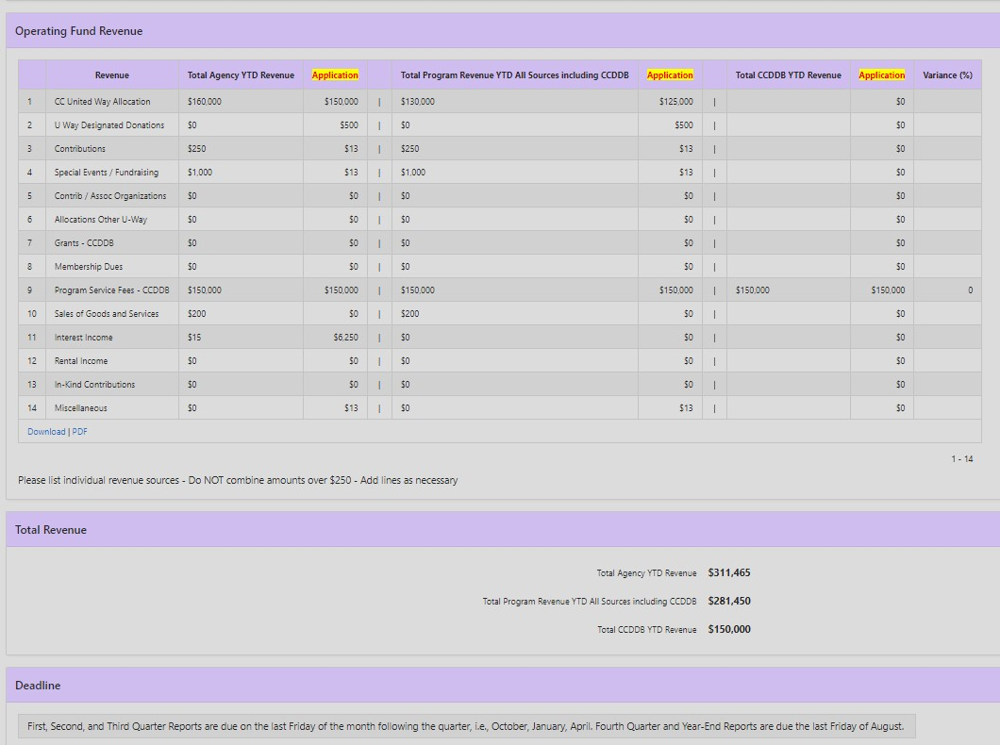 Operating Fund Revenue
Revenue Total Agency YTD Revenue Application Total Program Revenue YTD All Sources including CCDDB Application Total CCDDB YTD Revenue Application Variance (%)
1 CC United Way Allocation $160,000 $150,000 | $130,000 $125,000 | $0
2 U Way Designated Donations $0 $500 | $0 $500 | $0
3 Contributions $250 $13 | $250 $13 | $0
4 Special Events / Fundraising $1,000 $13 | $1,000 $13 | $0
5 Contrib / Assoc Organizations $0 $0 | $0 $0 | $0
6 Allocations Other U-Way $0 $0 | $0 $0 | $0
7 Grants - CCDDB $0 $0 | $0 $0 | $0
8 Membership Dues $0 $0 | $0 $0 | $0
9 Program Service Fees - CCDDB $150,000 $150,000 | $150,000 $150,000 | $150,000 $150,000 0
10 Sales of Goods and Services $200 $0 | $200 $0 | $0
11 Interest Income $15 $6,250 | $0 $0 | $0
12 Rental Income $0 $0 | $0 $0 | $0
13 In-Kind Contributions $0 $0 | $0 $0 | $0
14 Miscellaneous $0 $13 | $0 $13 | $0
Download | PDF
1 - 14
Please list individual revenue sources - Do NOT combine amounts over $250 - Add lines as necessary
Total Revenue
Total Agency YTD Revenue $311,465
Total Program Revenue YTD All Sources including CCDDB $281,450
Total CCDDB YTD Revenue $150,000
Deadline
First, Second, and Third Quarter Reports are due on the last Friday of the month following the quarter, i.e., October, January, April. Fourth Quarter and Year-End Reports are due the last Friday of August.